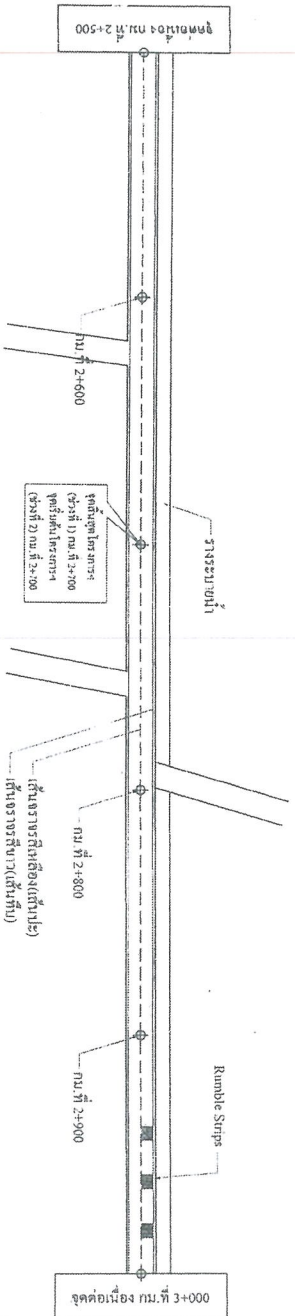 จุดต่อเนื่อง กม.ที่ 2+500
กม.ที่ 2+600
รางระบายน้ำ
จุดสิ้นสุดโครงการฯ
(ช่วงที่ 1) กม.ที่ 2+700
จุดเริ่มต้นโครงการฯ
(ช่วงที่ 2) กม.ที่ 2+700
กม.ที่ 2+800
เส้นจราจรสีเหลือง(เส้นประ)
เส้นจราจรสีขาว(เส้นทึบ)
กม.ที่ 2+900
Rumble Strips
จุดต่อเนื่อง กม.ที่ 3+000